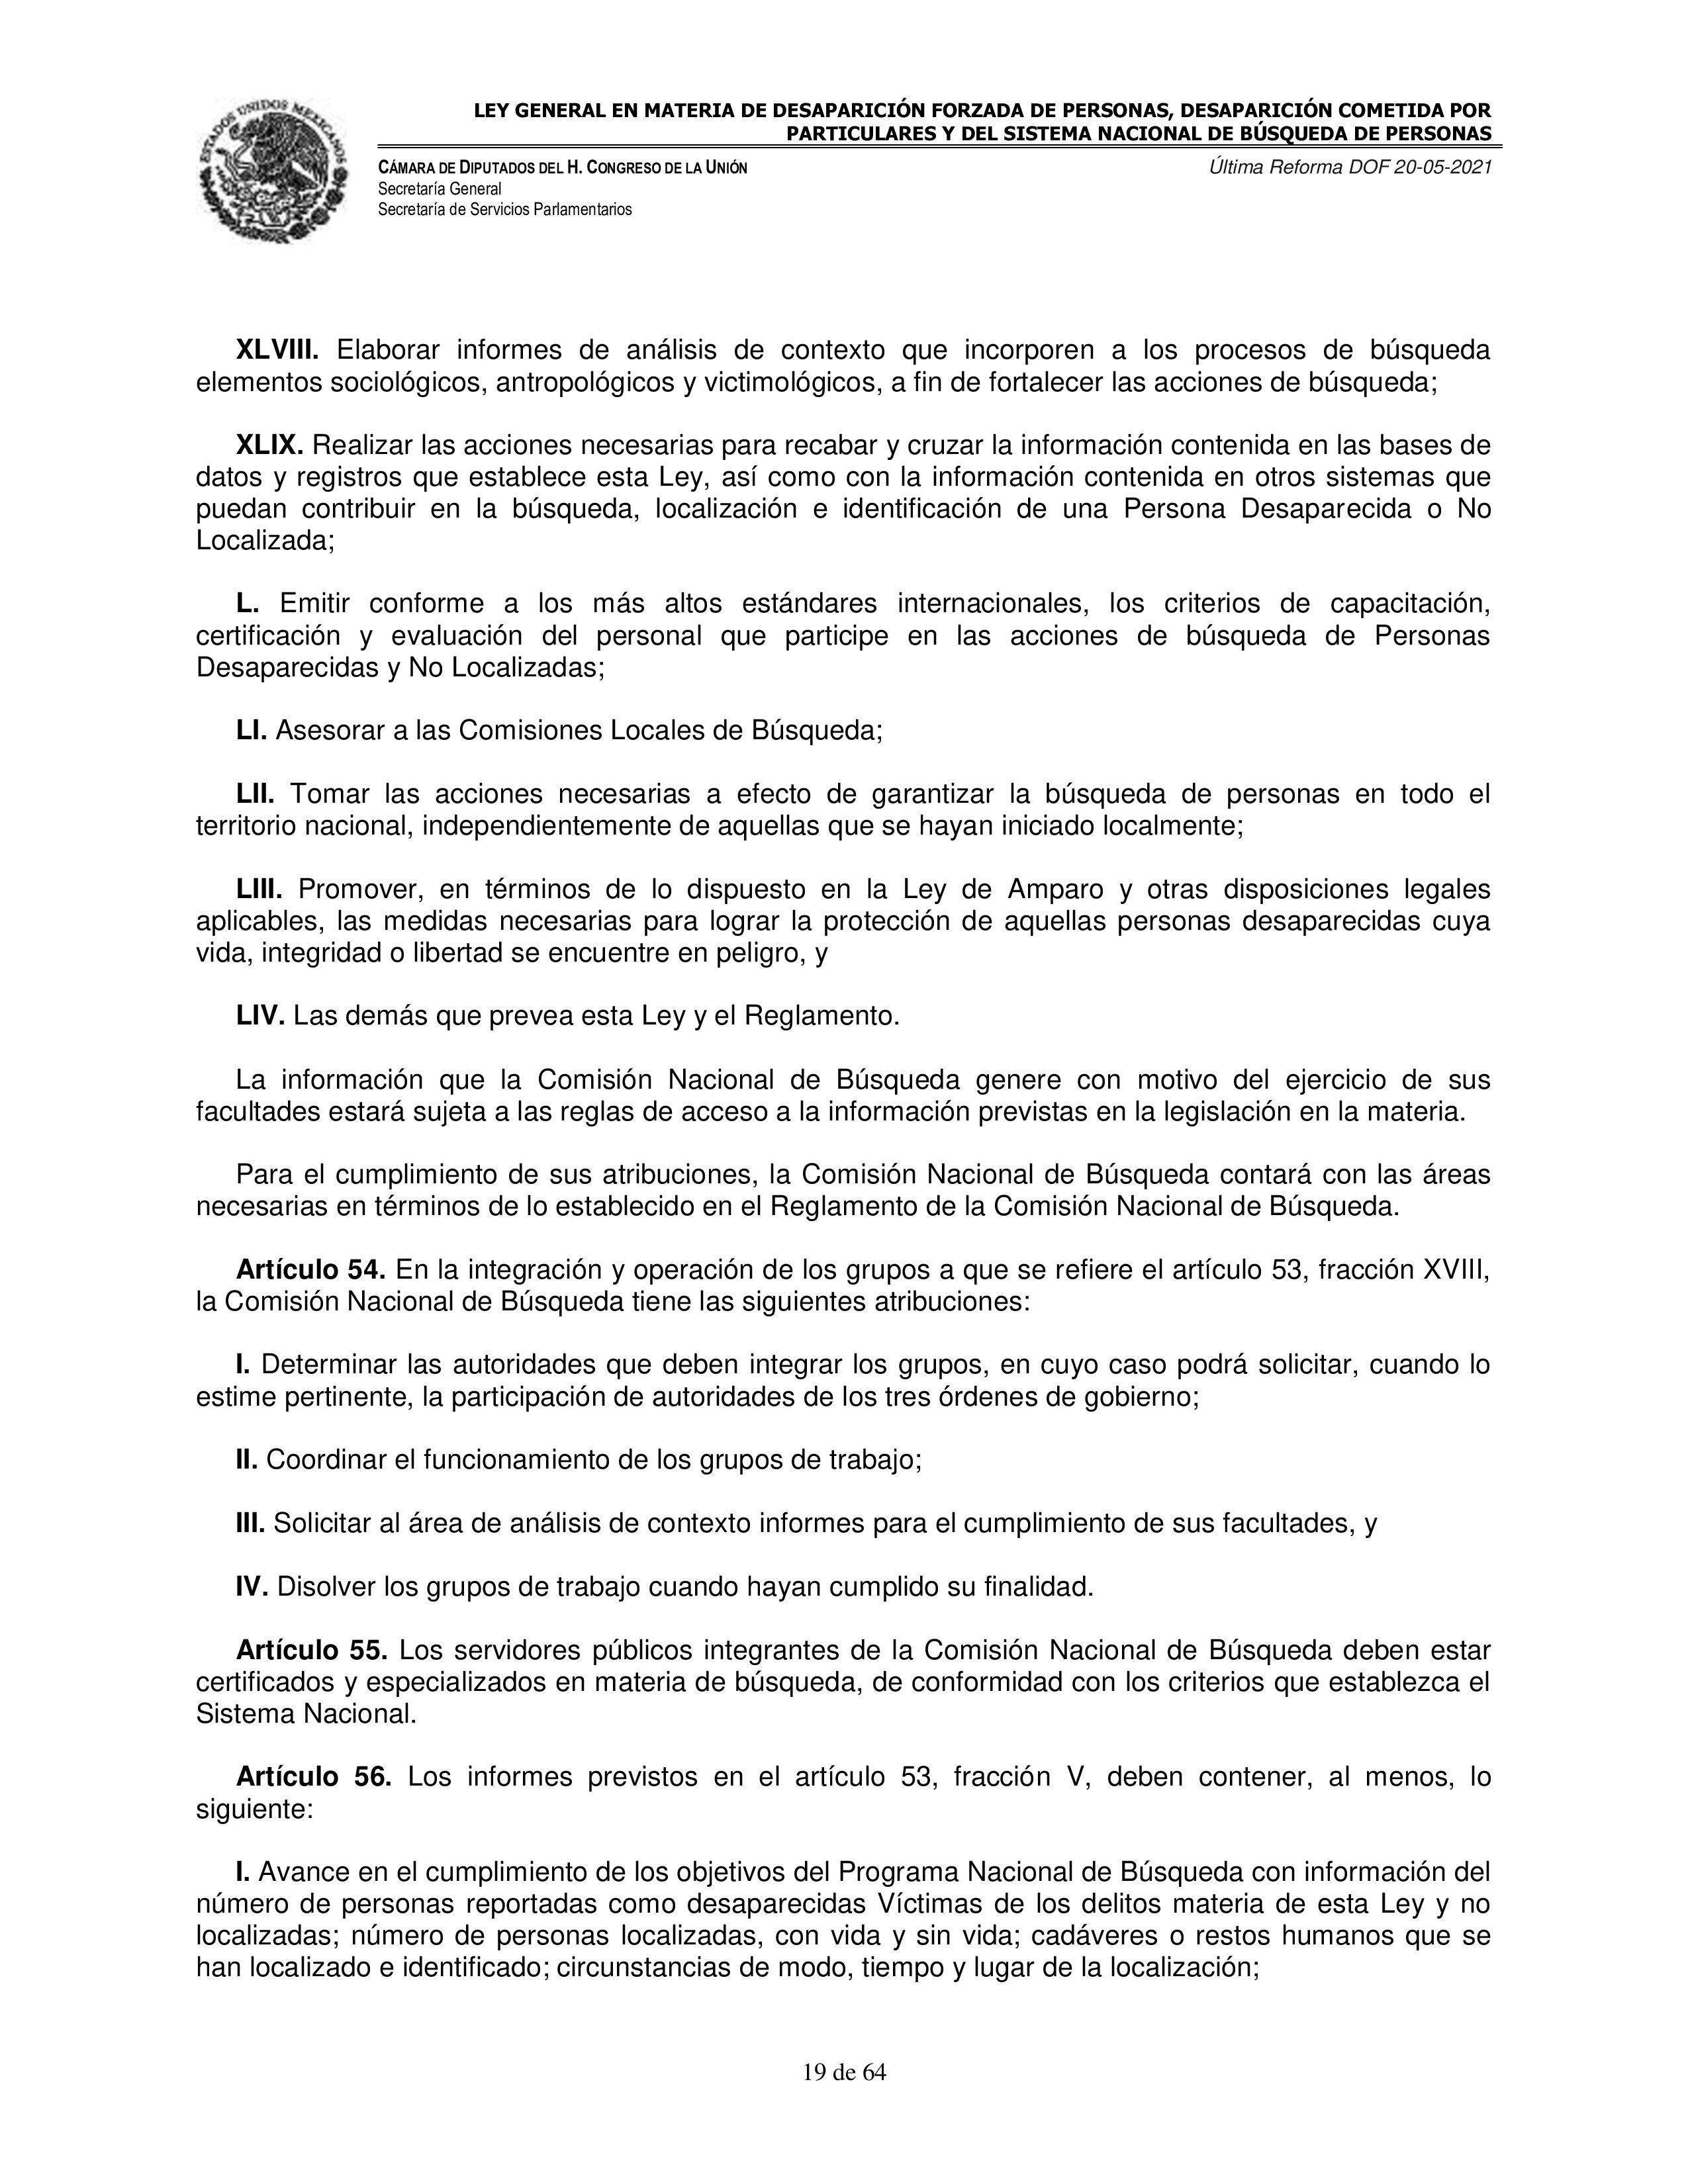 ESTADOS UNIDOS MEXICANOS
LEY GENERAL EN MATERIA DE DESAPARICIÓN FORZADA DE PERSONAS, DESAPARICIÓN COMETIDA POR
PARTICULARES Y DEL SISTEMA NACIONAL DE BÚSQUEDA DE PERSONAS
CÁMARA DE DIPUTADOS DEL H. CONGRESO DE LA UNIÓN
Última Reforma DOF 20-05-2021
Secretaría General
Secretaría de Servicios Parlamentarios
XLVIII. Elaborar informes de análisis de contexto que incorporen a los procesos de búsqueda
elementos sociológicos, antropológicos y victimológicos, a fin de fortalecer las acciones de búsqueda;
XLIX. Realizar las acciones necesarias para recabar y cruzar la información contenida en las bases de
datos y registros que establece esta Ley, así como con la información contenida en otros sistemas que
puedan contribuir en la búsqueda, localización e identificación de una Persona Desaparecida o No
Localizada;
L. Emitir conforme a los más altos estándares internacionales, los criterios de capacitación,
certificación y evaluación del personal que participe en las acciones de búsqueda de Personas
Desaparecidas y No Localizadas;
LI. Asesorar a las Comisiones Locales de Búsqueda;
LII. Tomar las acciones necesarias a efecto de garantizar la búsqueda de personas en todo el
territorio nacional, independientemente de aquellas que se hayan iniciado localmente;
LIII. Promover, en términos de lo dispuesto en la Ley de Amparo y otras disposiciones legales
aplicables, las medidas necesarias para lograr la protección de aquellas personas desaparecidas cuya
vida, integridad o libertad se encuentre en peligro, y
LIV. Las demás que prevea esta Ley y el Reglamento.
La información que la Comisión Nacional de Búsqueda genere con motivo del ejercicio de sus
facultades estará sujeta a las reglas de acceso a la información previstas en la legislación en la materia.
Para el cumplimiento de sus atribuciones, la Comisión Nacional de Búsqueda contará con las áreas
necesarias en términos de lo establecido en el Reglamento de la Comisión Nacional de Búsqueda.
Artículo 54. En la integración y operación de los grupos a que se refiere el artículo 53, fracción XVIII,
la Comisión Nacional de Búsqueda tiene las siguientes atribuciones:
I. Determinar las autoridades que deben integrar los grupos, en cuyo caso podrá solicitar, cuando lo
estime pertinente, la participación de autoridades de los tres órdenes de gobierno;
II. Coordinar el funcionamiento de los grupos de trabajo;
III. Solicitar al área de análisis de contexto informes para el cumplimiento de sus facultades, y
IV. Disolver los grupos de trabajo cuando hayan cumplido su finalidad.
Artículo 55. Los servidores públicos integrantes de la Comisión Nacional de Búsqueda deben estar
certificados y especializados en materia de búsqueda, de conformidad con los criterios que establezca el
Sistema Nacional.
Artículo 56. Los informes previstos en el artículo 53, fracción V, deben contener, al menos, lo
siguiente:
I. Avance en el cumplimiento de los objetivos del Programa Nacional de Búsqueda con información del
número de personas reportadas como desaparecidas Víctimas de los delitos materia de esta Ley y no
localizadas; número de personas localizadas, con vida y sin vida; cadáveres o restos humanos que se
han localizado e identificado; circunstancias de modo, tiempo y lugar de la localización;
19 de 64